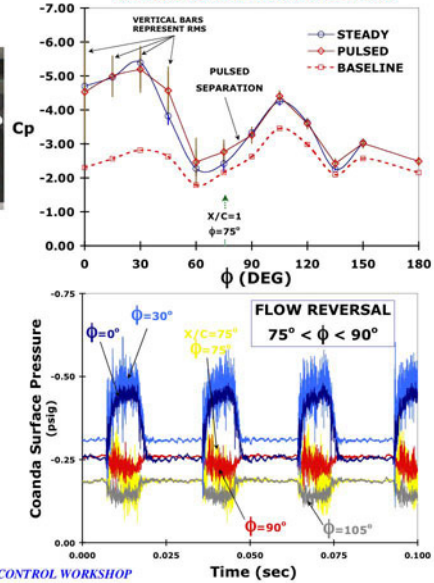 -7.00
VERTICAL BARS
REPRESENT RMS
STEADY
PULSED
BASELINE
-6.00
-5.00
PULSED
SEPARATION
-4.00
Cp
-3.00
-2.00
X/C=1
ϕ=75°
-1.00
0.00
0 30 60 90 120 150 180
ϕ (DEG)
-0.75
FLOW REVERSAL
75° < ϕ < 90°
ϕ=30°
ϕ=0°
X/C=75°
ϕ=75°
-0.50
Coanda Surface Pressure
(psig)
-0.25
ϕ=90°
ϕ=105°
0.00
0.000 0.025 0.050 0.075 0.100
Time (sec)
CONTROL WORKSHOP